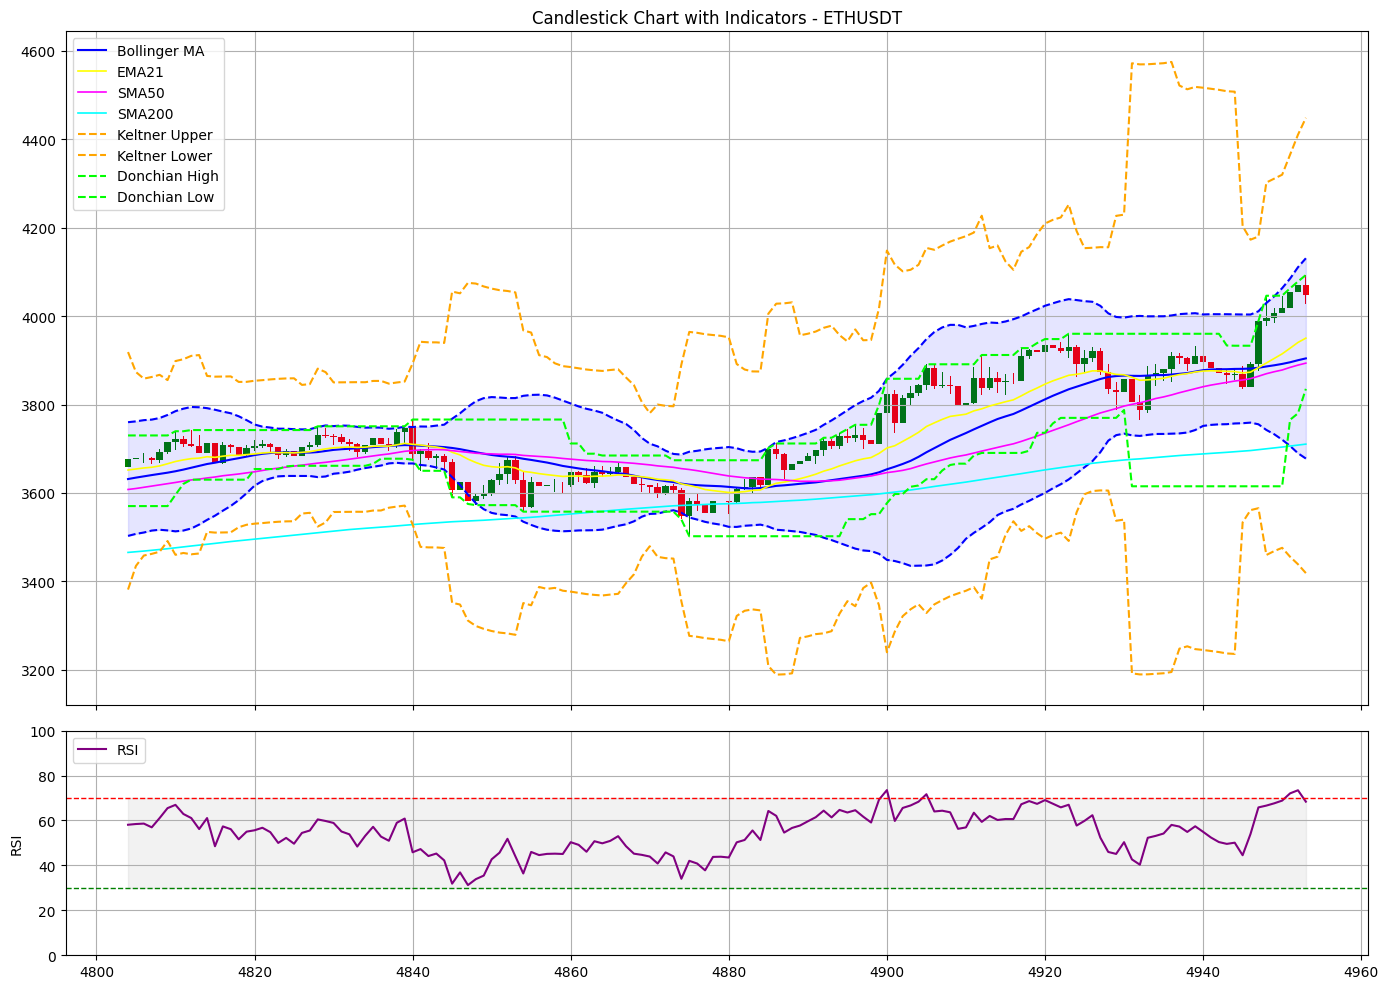 Candlestick Chart with Indicators - ETHUSDT
Bollinger MA
EMA21
SMA50
SMA200
Keltner Upper
Keltner Lower
Donchian High
Donchian Low
4600
4400
4200
4000
3800
3600
3400
3200
RSI
100
80
60
40
20
0
RSI
4800 4820 4840 4860 4880 4900 4920 4940 4960